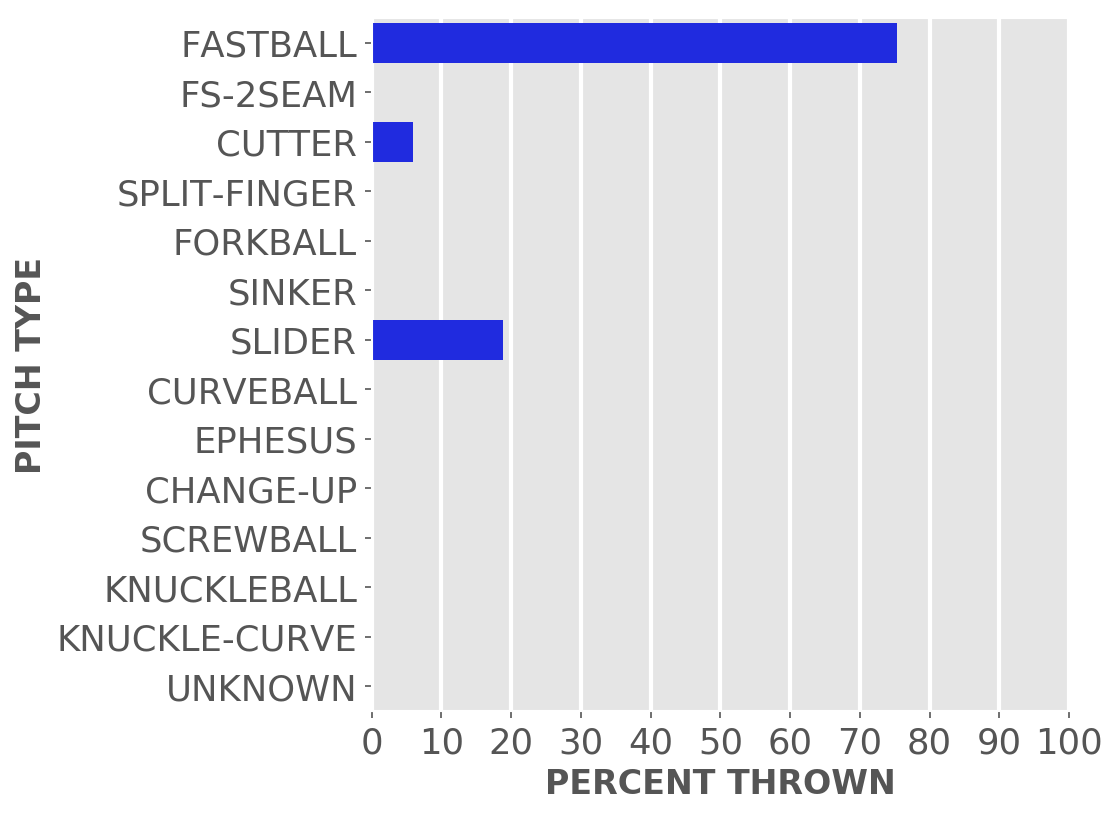 FASTBALL
FS-2SEAM
CUTTER
SPLIT-FINGER
FORKBALL
SINKER
SLIDER
CURVEBALL
EPHESUS
CHANGE-UP
SCREWBALL
KNUCKLEBALL
KNUCKLE-CURVE
UNKNOWN
PITCH TYPE
0 10 20 30 40 50 60 70 80 90 100
PERCENT THROWN